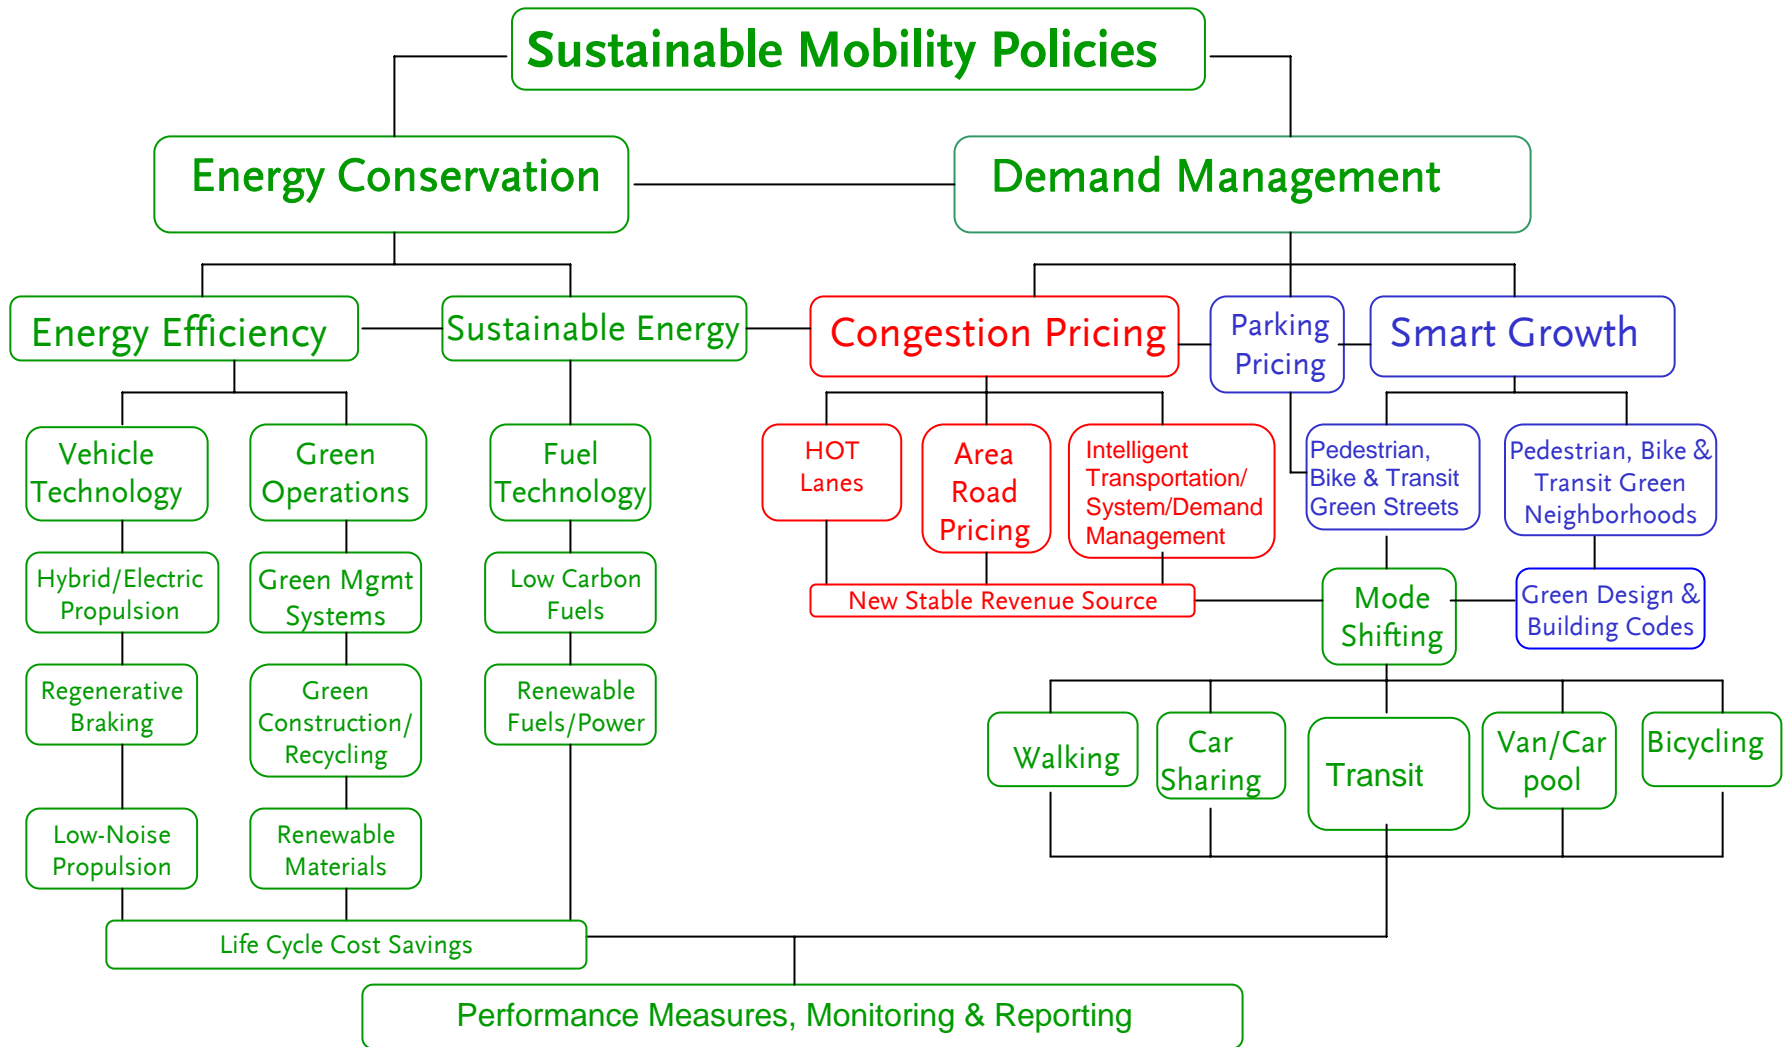 Sustainable Mobility Policies
Energy Conservation
Demand Management
Energy Efficiency
Sustainable Energy
Congestion Pricing
Parking
Pricing
Smart Growth
Vehicle
Technology
Green
Operations
Fuel
Technology
HOT
Lanes
Area
Road
Pricing
Intelligent
Transportation/
System/Demand
Management
Pedestrian,
Bike & Transit
Green Streets
Pedestrian, Bike &
Transit Green
Neighborhoods
Hybrid/Electric
Propulsion
Green Mgmt
Systems
Low Carbon
Fuels
New Stable Revenue Source
Mode
Shifting
Green Design &
Building Codes
Regenerative
Braking
Green
Construction/
Recycling
Renewable
Fuels/Power
Walking
Car
Sharing
Transit
Van/Car
pool
Bicycling
Low-Noise
Propulsion
Renewable
Materials
Life Cycle Cost Savings
Performance Measures, Monitoring & Reporting